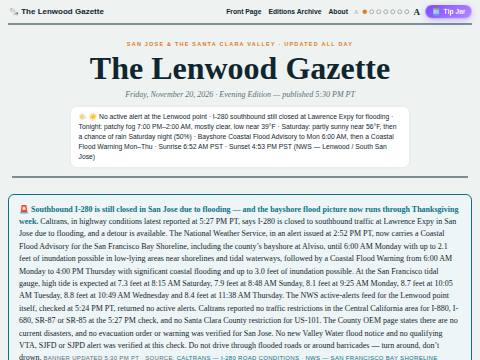 🗞️ The Lenwood Gazette
Front Page Editions Archive About A A Tip Jar
SAN JOSE & THE SANTA CLARA VALLEY · UPDATED ALL DAY
The Lenwood Gazette
Friday, November 20, 2026 · Evening Edition — published 5:30 PM PT
🌤️ ☀️ No active alert at the Lenwood point · I-280 southbound still closed at Lawrence Expy for flooding ·
Tonight: patchy fog 7:00 PM–2:00 AM, mostly clear, low near 39°F · Saturday: partly sunny near 56°F, then
a chance of rain Saturday night (50%) · Bayshore Coastal Advisory to Mon 6:00 AM, then a Coastal
Flood Warning Mon–Thu · Sunrise 6:52 AM PT · Sunset 4:53 PM PT (NWS — Lenwood / South San
Jose)
🚨 Southbound I-280 is still closed in San Jose due to flooding — and the bayshore flood picture now runs through Thanksgiving
week. Caltrans, in highway conditions latest reported at 5:27 PM PT, says I-280 is closed to southbound traffic at Lawrence Expy in San
Jose due to flooding, and a detour is available. The National Weather Service, in an alert issued at 2:52 PM PT, now carries a Coastal
Flood Advisory for the San Francisco Bay Shoreline, including the county's bayshore at Alviso, until 6:00 AM Monday with up to 2.1
feet of inundation possible in low-lying areas near shorelines and tidal waterways, followed by a Coastal Flood Warning from 6:00 AM
Monday to 4:00 PM Thursday with significant coastal flooding and up to 3.0 feet of inundation possible. At the San Francisco tidal
gauge, high tide is expected at 7.3 feet at 8:15 AM Saturday, 7.9 feet at 8:48 AM Sunday, 8.1 feet at 9:25 AM Monday, 8.7 feet at 10:05
AM Tuesday, 8.8 feet at 10:49 AM Wednesday and 8.4 feet at 11:38 AM Thursday. The NWS active-alerts feed for the Lenwood point
itself, checked at 5:24 PM PT, returned no active alerts. Caltrans reported no traffic restrictions in the Central California area for I-880, I-
680, SR-87 or SR-85 at the 5:27 PM check, and no Santa Clara County restriction for US-101. The County OEM page states there are no
current disasters, and no evacuation order or warning was verified for San Jose. No new Valley Water flood notice and no qualifying
VTA, SJFD or SJPD alert was verified at this check. Do not drive through flooded roads or around barricades — turn around, don't
drown. BANNER UPDATED 5:30 PM PT · SOURCE: CALTRANS — I-280 ROAD CONDITIONS · NWS — SAN FRANCISCO BAY SHORELINE